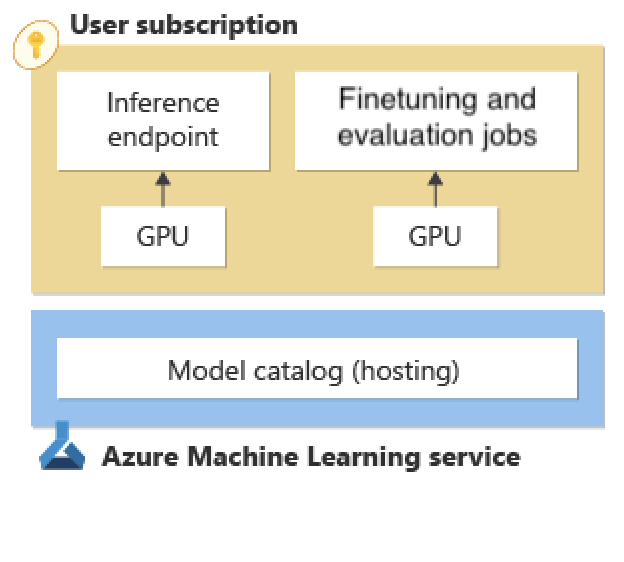 User subscription
Inference
endpoint
Finetuning and
evaluation jobs
GPU
GPU
Model catalog (hosting)
Azure Machine Learning service